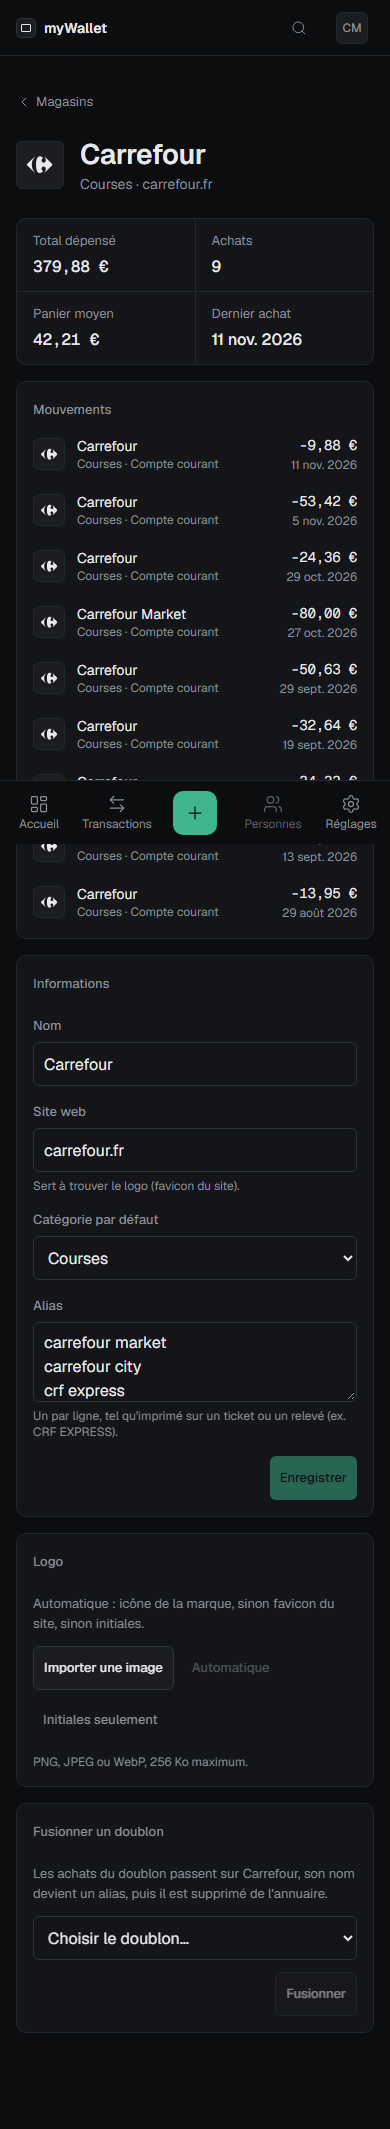 myWallet
CM
Magasins
Carrefour
Courses · carrefour.fr
Total dépensé
379,88 €
Achats
9
Panier moyen
42,21 €
Dernier achat
11 nov. 2026
Mouvements
Carrefour
-9,88 €
Courses · Compte courant
11 nov. 2026
Carrefour
-53,42 €
Courses · Compte courant
5 nov. 2026
Carrefour
-24,36 €
Courses · Compte courant
29 oct. 2026
Carrefour Market
-80,00 €
Courses · Compte courant
27 oct. 2026
Carrefour
-50,63 €
Courses · Compte courant
29 sept. 2026
Carrefour
-32,64 €
Courses · Compte courant
19 sept. 2026
Accueil
Transactions
Personnes
Réglages
Courses · Compte courant
13 sept. 2026
Carrefour
-13,95 €
Courses · Compte courant
29 août 2026
Informations
Nom
Carrefour
Site web
carrefour.fr
Sert à trouver le logo (favicon du site).
Catégorie par défaut
Courses
Alias
carrefour market
carrefour city
crf express
Un par ligne, tel qu'imprimé sur un ticket ou un relevé (ex.
CRF EXPRESS).
Enregistrer
Logo
Automatique : icône de la marque, sinon favicon du
site, sinon initiales.
Importer une image
Automatique
Initiales seulement
PNG, JPEG ou WebP, 256 Ko maximum.
Fusionner un doublon
Les achats du doublon passent sur Carrefour, son nom
devient un alias, puis il est supprimé de l'annuaire.
Choisir le doublon...
Fusionner